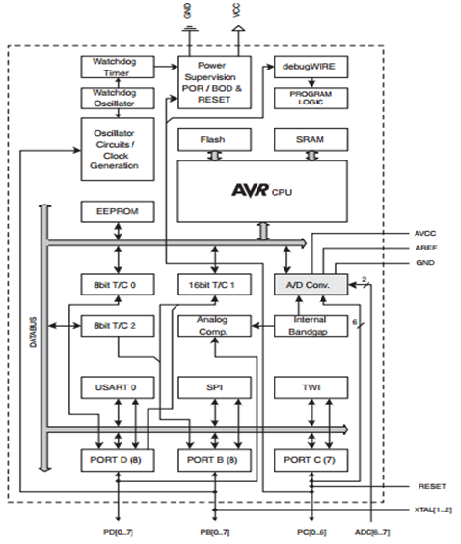 GND
VCC
Watchdog
Timer
Power
Supervision
POR / BOD &
RESET
debugWIRE
Watchdog
Oscillator
PROGRAM
LOGIC
Oscillator
Circuits /
Clock
Generation
Flash
SRAM
AVR CPU
EEPROM
AVCC
AREF
GND
8bit T/C 0
16bit T/C 1
A/D Conv.
2
DATABUS
8bit T/C 2
Analog
Comp.
Internal
Bandgap
6
USART 0
SPI
TWI
PORT D (8)
PORT B (8)
PORT C (7)
RESET
XTAL[1..2]
PD[0..7]
PB[0..7]
PC[0..6]
ADC[6..7]